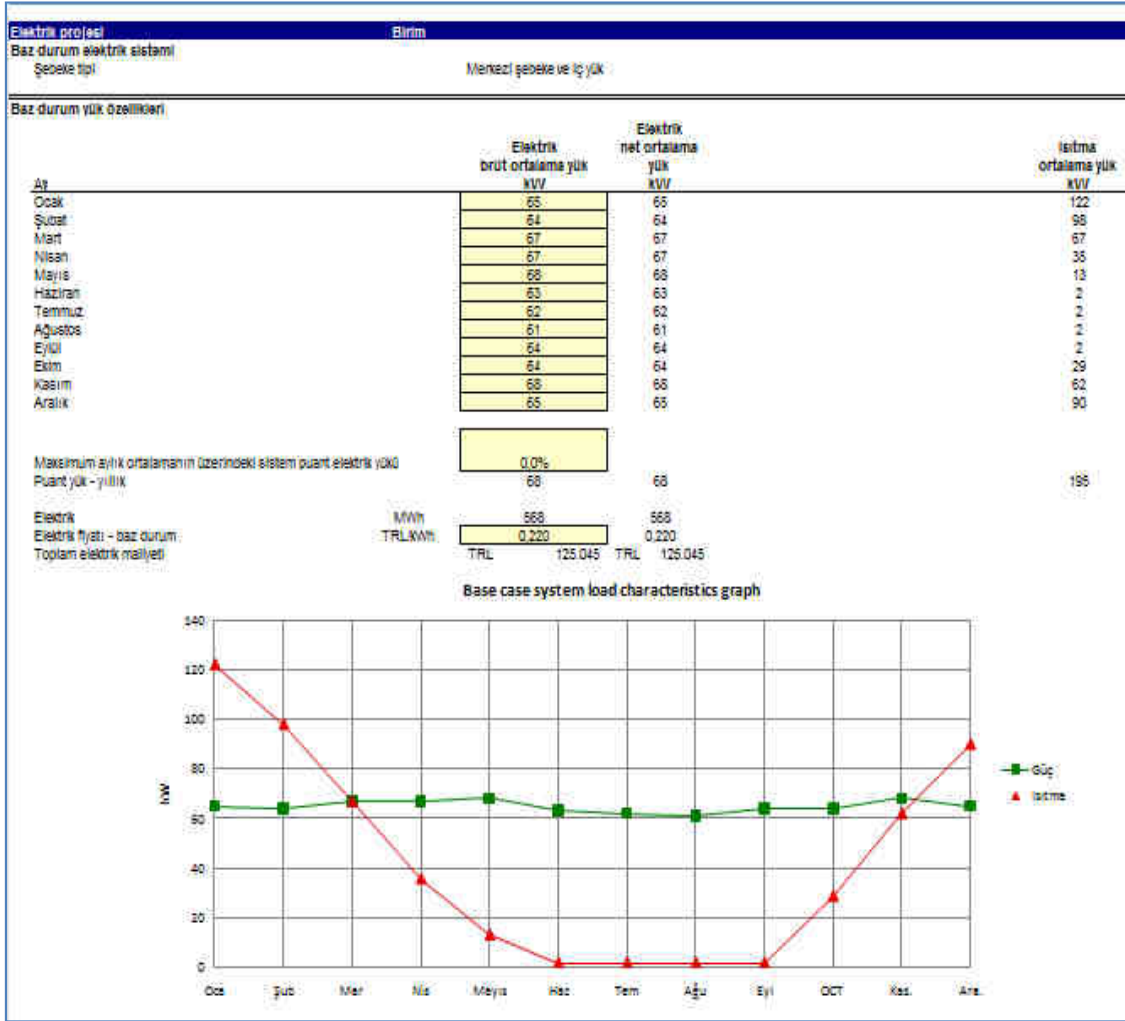 Elektrik projesi Birim
Baz durum elektrik sistemi
Şebeke tipi Merkezi şebeke ve iç yük
Baz durum yük özellikleri
Elektrik brüt ortalama yük Elektrik net ortalama yük Isıtma ortalama yük
Ay kW kW kW
Ocak 65 65 122
Şubat 64 64 98
Mart 67 67 67
Nisan 67 67 35
Mayıs 68 68 13
Haziran 63 63 2
Temmuz 62 62 2
Ağustos 61 61 2
Eylül 64 64 2
Ekim 64 64 29
Kasım 68 68 62
Aralık 65 65 90
Maksimum aylık ortalamanın üzerindeki sistem puant elektrik yükü 0,0%
Puant yük - yıllık 68 68
Elektrik MWh 568 568
Elektrik fiyatı - baz durum TRL/kWh 0,220 0,220
Toplam elektrik maliyeti TRL 125.045 TRL 125.045
Base case system load characteristics graph
140
120
100
80
60
40
20
0
kW
Güç
Isıtma
Oca Şub Mar Nis Mayıs Haz Tem Ağu Eyl OCT Kas. Ara.